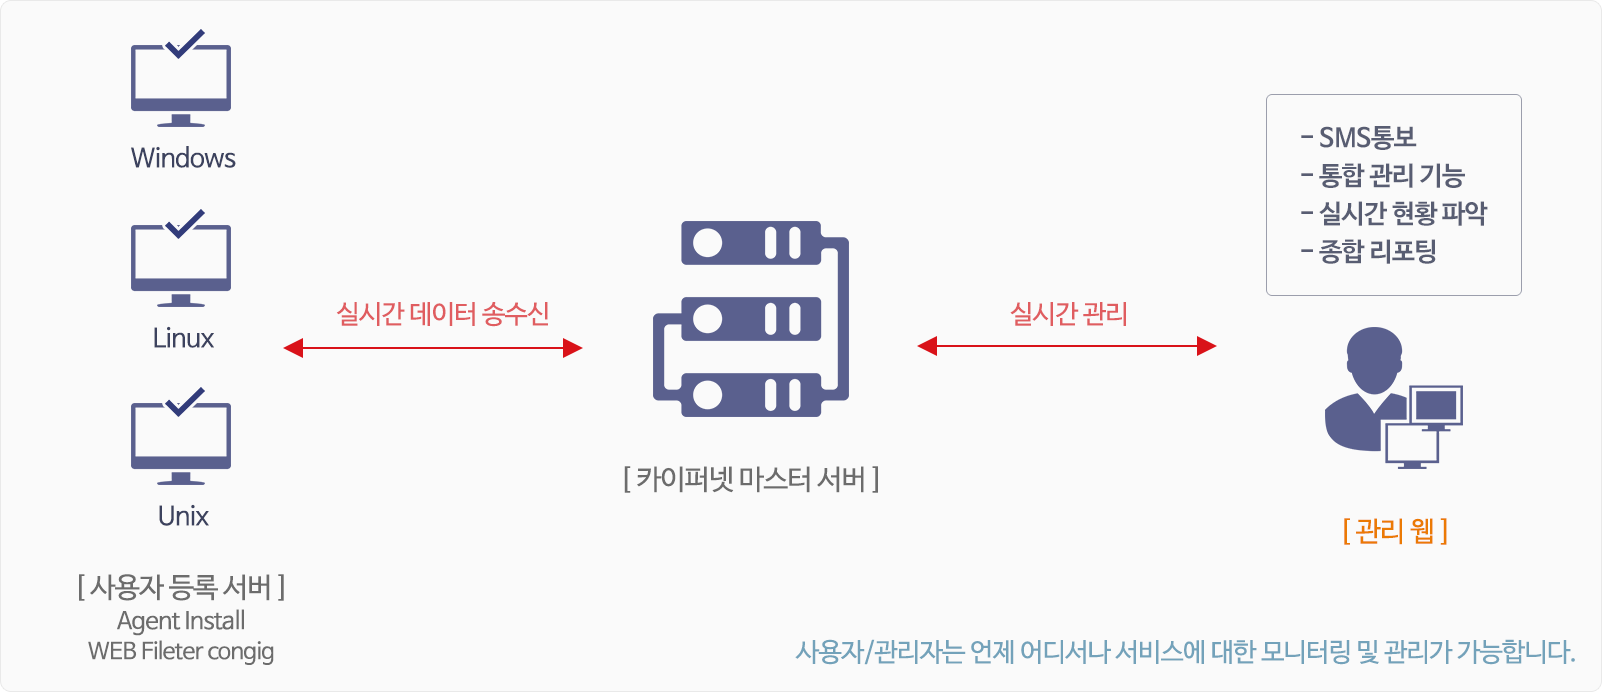 Windows
Linux
Unix
[ 사용자 등록 서버 ]
Agent Install
WEB Fileter congig
실시간 데이터 송수신
[ 카이퍼넷 마스터 서버 ]
실시간 관리
- SMS통보
- 통합 관리 기능
- 실시간 현황 파악
- 종합 리포팅
[ 관리 웹 ]
사용자/관리자는 언제 어디서나 서비스에 대한 모니터링 및 관리가 가능합니다.